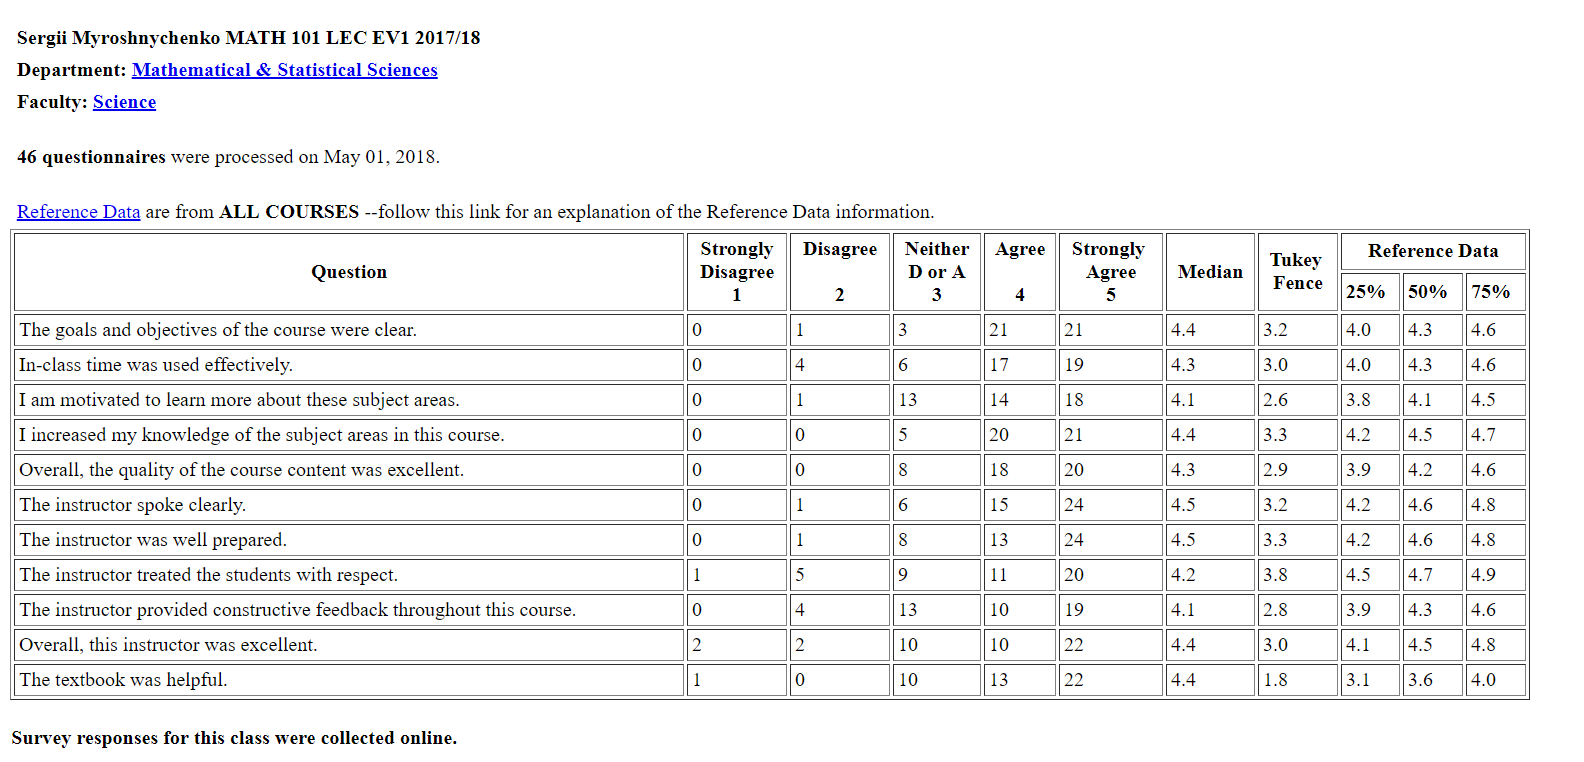 Sergii Myroshnychenko MATH 101 LEC EV1 2017/18
Department: Mathematical & Statistical Sciences
Faculty: Science
46 questionnaires were processed on May 01, 2018.
Reference Data are from ALL COURSES --follow this link for an explanation of the Reference Data information.
Question Strongly Disagree 1 Disagree 2 Neither D or A 3 Agree 4 Strongly Agree 5 Median Tukey Fence Reference Data
25% 50% 75%
The goals and objectives of the course were clear. 0 1 3 21 21 4.4 3.2 4.0 4.3 4.6
In-class time was used effectively. 0 4 6 17 19 4.3 3.0 4.0 4.3 4.6
I am motivated to learn more about these subject areas. 0 1 13 14 18 4.1 2.6 3.8 4.1 4.5
I increased my knowledge of the subject areas in this course. 0 0 5 20 21 4.4 3.3 4.2 4.5 4.7
Overall, the quality of the course content was excellent. 0 0 8 18 20 4.3 2.9 3.9 4.2 4.6
The instructor spoke clearly. 0 1 6 15 24 4.5 3.2 4.2 4.6 4.8
The instructor was well prepared. 0 1 8 13 24 4.5 3.3 4.2 4.6 4.8
The instructor treated the students with respect. 1 5 9 11 20 4.2 3.8 4.5 4.7 4.9
The instructor provided constructive feedback throughout this course. 0 4 13 10 19 4.1 2.8 3.9 4.3 4.6
Overall, this instructor was excellent. 2 2 10 10 22 4.4 3.0 4.1 4.5 4.8
The textbook was helpful. 1 0 10 13 22 4.4 1.8 3.1 3.6 4.0
Survey responses for this class were collected online.